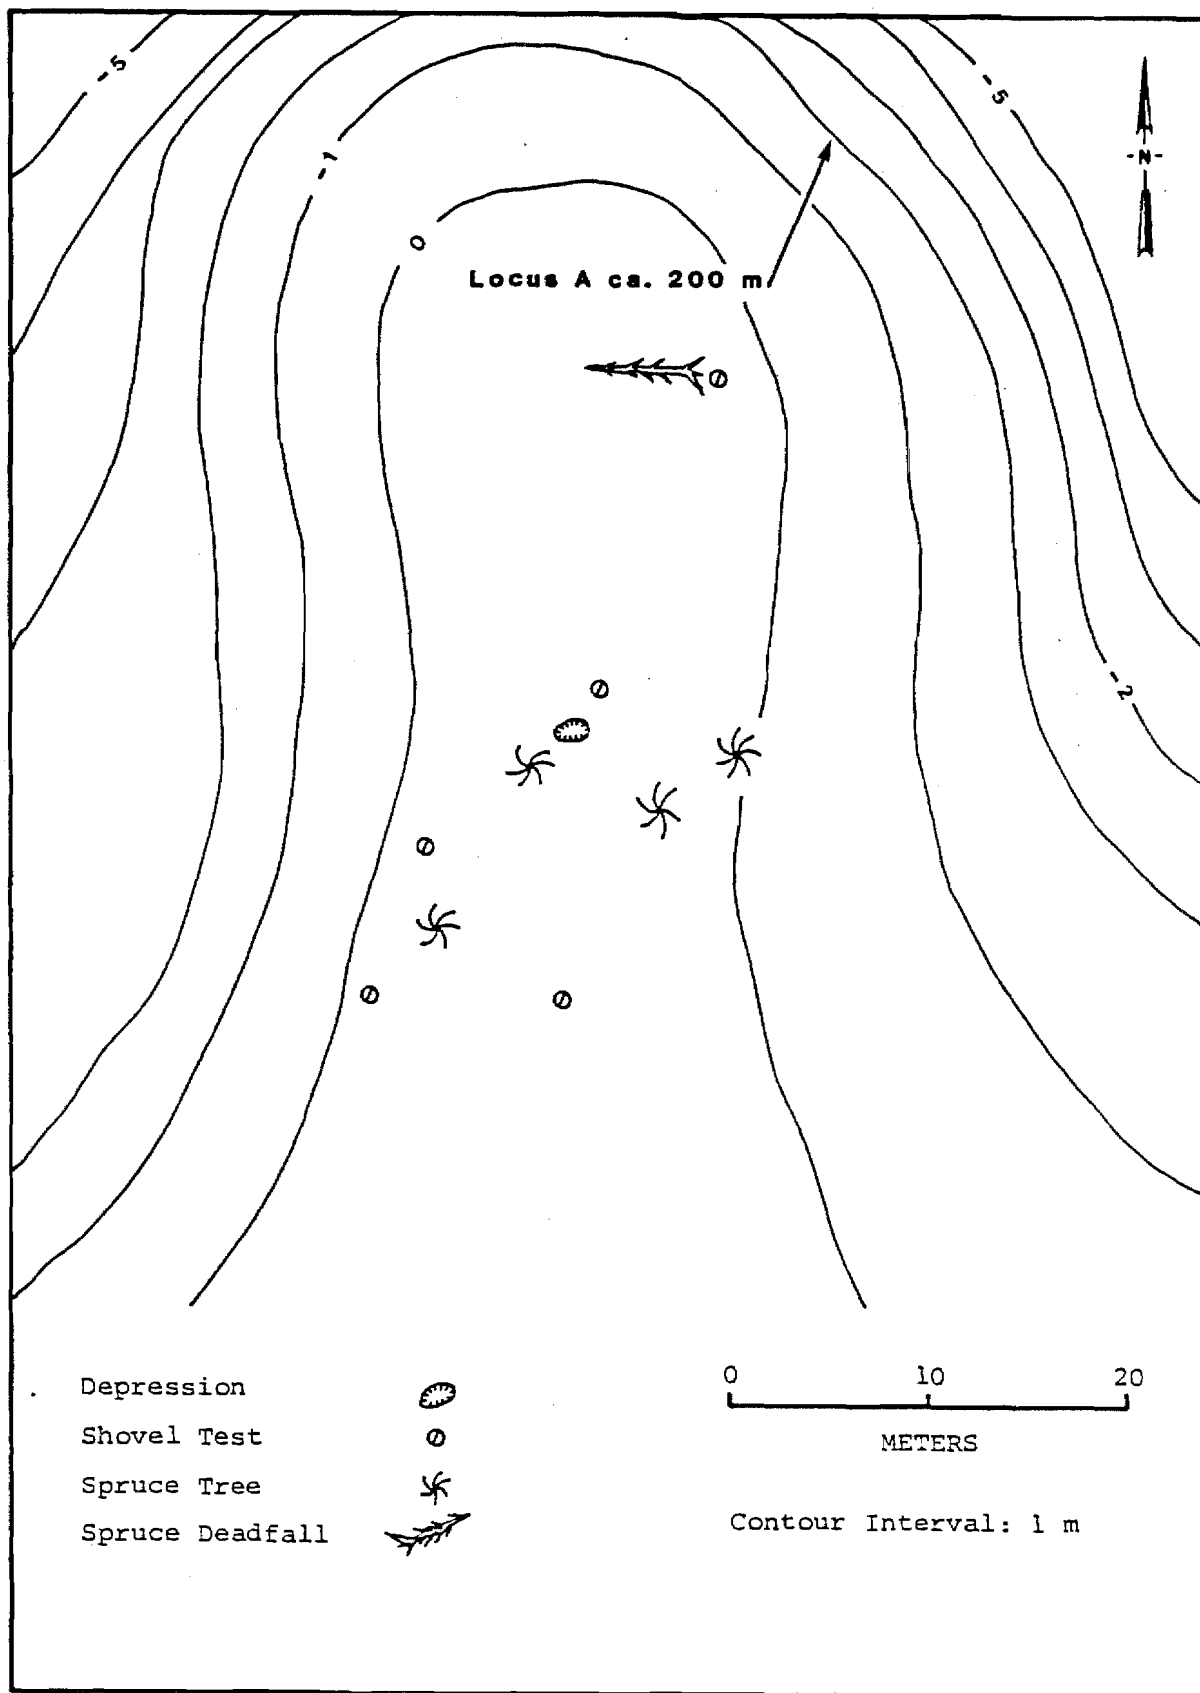 -5
-5
-1
-N-
0
Locus A ca. 200 m
-2
Depression
Shovel Test
Spruce Tree
Spruce Deadfall
0 10 20
METERS
Contour Interval: 1 m